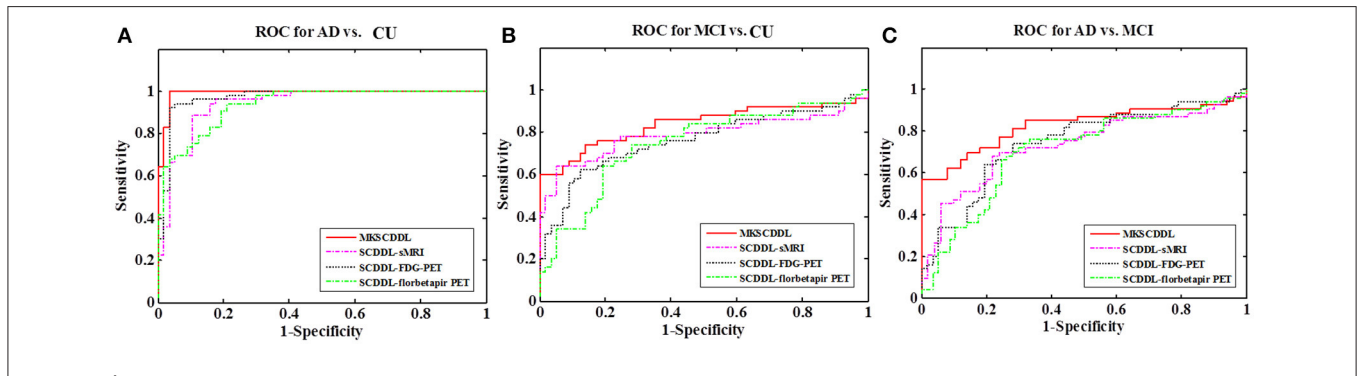 A
ROC for AD vs. CU
Sensitivity
1
0.8
0.6
0.4
0.2
0
0
0.2
0.4
0.6
0.8
1
1-Specificity
MKSCDDL
SCDDL-sMRI
SCDDL-FDG-PET
SCDDL-florbetapir PET
B
ROC for MCI vs. CU
Sensitivity
1
0.8
0.6
0.4
0.2
0
0
0.2
0.4
0.6
0.8
1
1-Specificity
MKSCDDL
SCDDL-sMRI
SCDDL-FDG-PET
SCDDL-florbetapir PET
C
ROC for AD vs. MCI
Sensitivity
1
0.8
0.6
0.4
0.2
0
0
0.2
0.4
0.6
0.8
1
1-Specificity
MKSCDDL
SCDDL-sMRI
SCDDL-FDG-PET
SCDDL-florbetapir PET